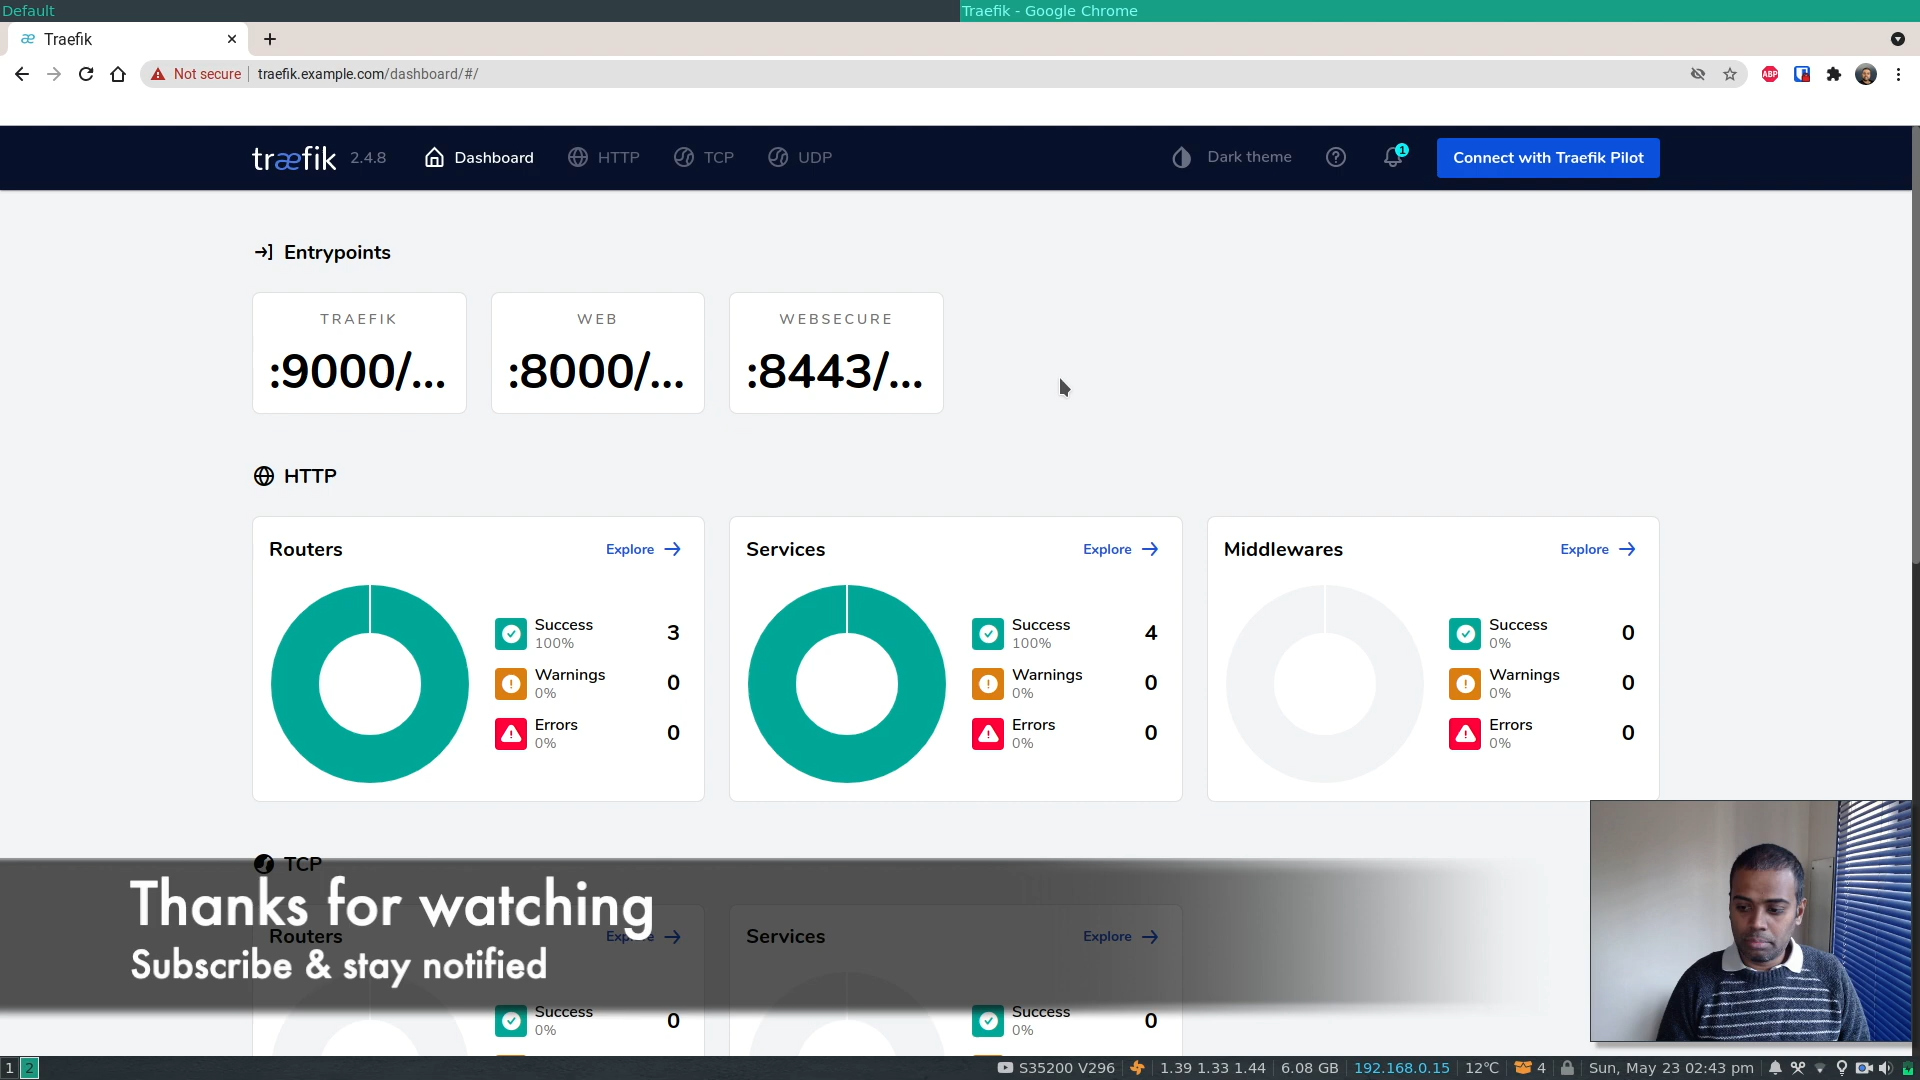 Default
Traefik - Google Chrome
Traefik
Not secure
traefik.example.com/dashboard/#/
ABP
træfik 2.4.8
Dashboard
HTTP
TCP
UDP
Dark theme
1
Connect with Traefik Pilot
Entrypoints
TRAEFIK
WEB
WEBSECURE
:9000/...
:8000/...
:8443/...
HTTP
Routers
Explore
Success
100%
3
Warnings
0%
0
Errors
0%
0
Services
Explore
Success
100%
4
Warnings
0%
0
Errors
0%
0
Middlewares
Explore
Success
0%
0
Warnings
0%
0
Errors
0%
0
TCP
Thanks for watching
Subscribe & stay notified
Routers
Explore
Success
0%
0
Services
Explore
Success
0%
0
1 2
S35200 V296
1.39 1.33 1.44
6.08 GB
192.168.0.15
12°C
4
Sun, May 23 02:43 pm